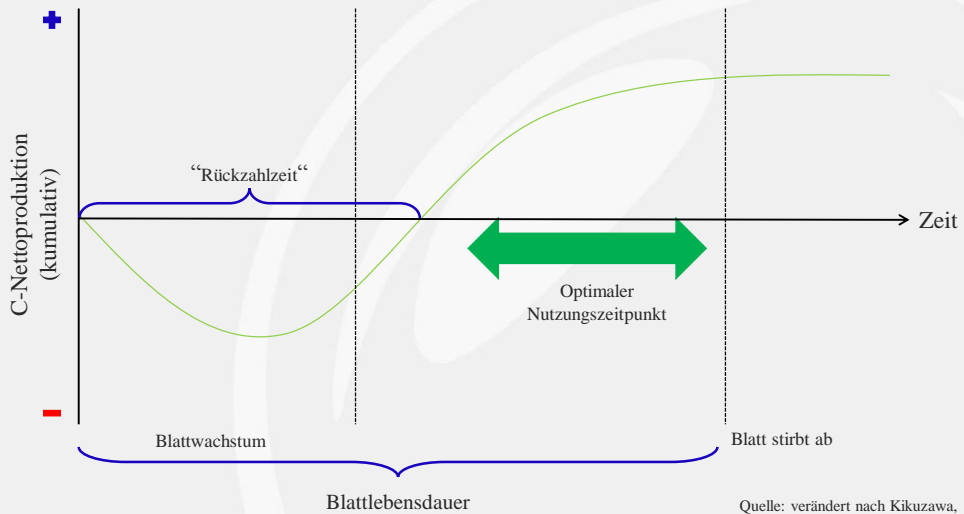 +
C-Nettoproduktion
(kumulativ)
“Rückzahlzeit“
Zeit
Optimaler
Nutzungszeitpunkt
–
Blattwachstum
Blatt stirbt ab
Blattlebensdauer
Quelle: verändert nach Kikuzawa,